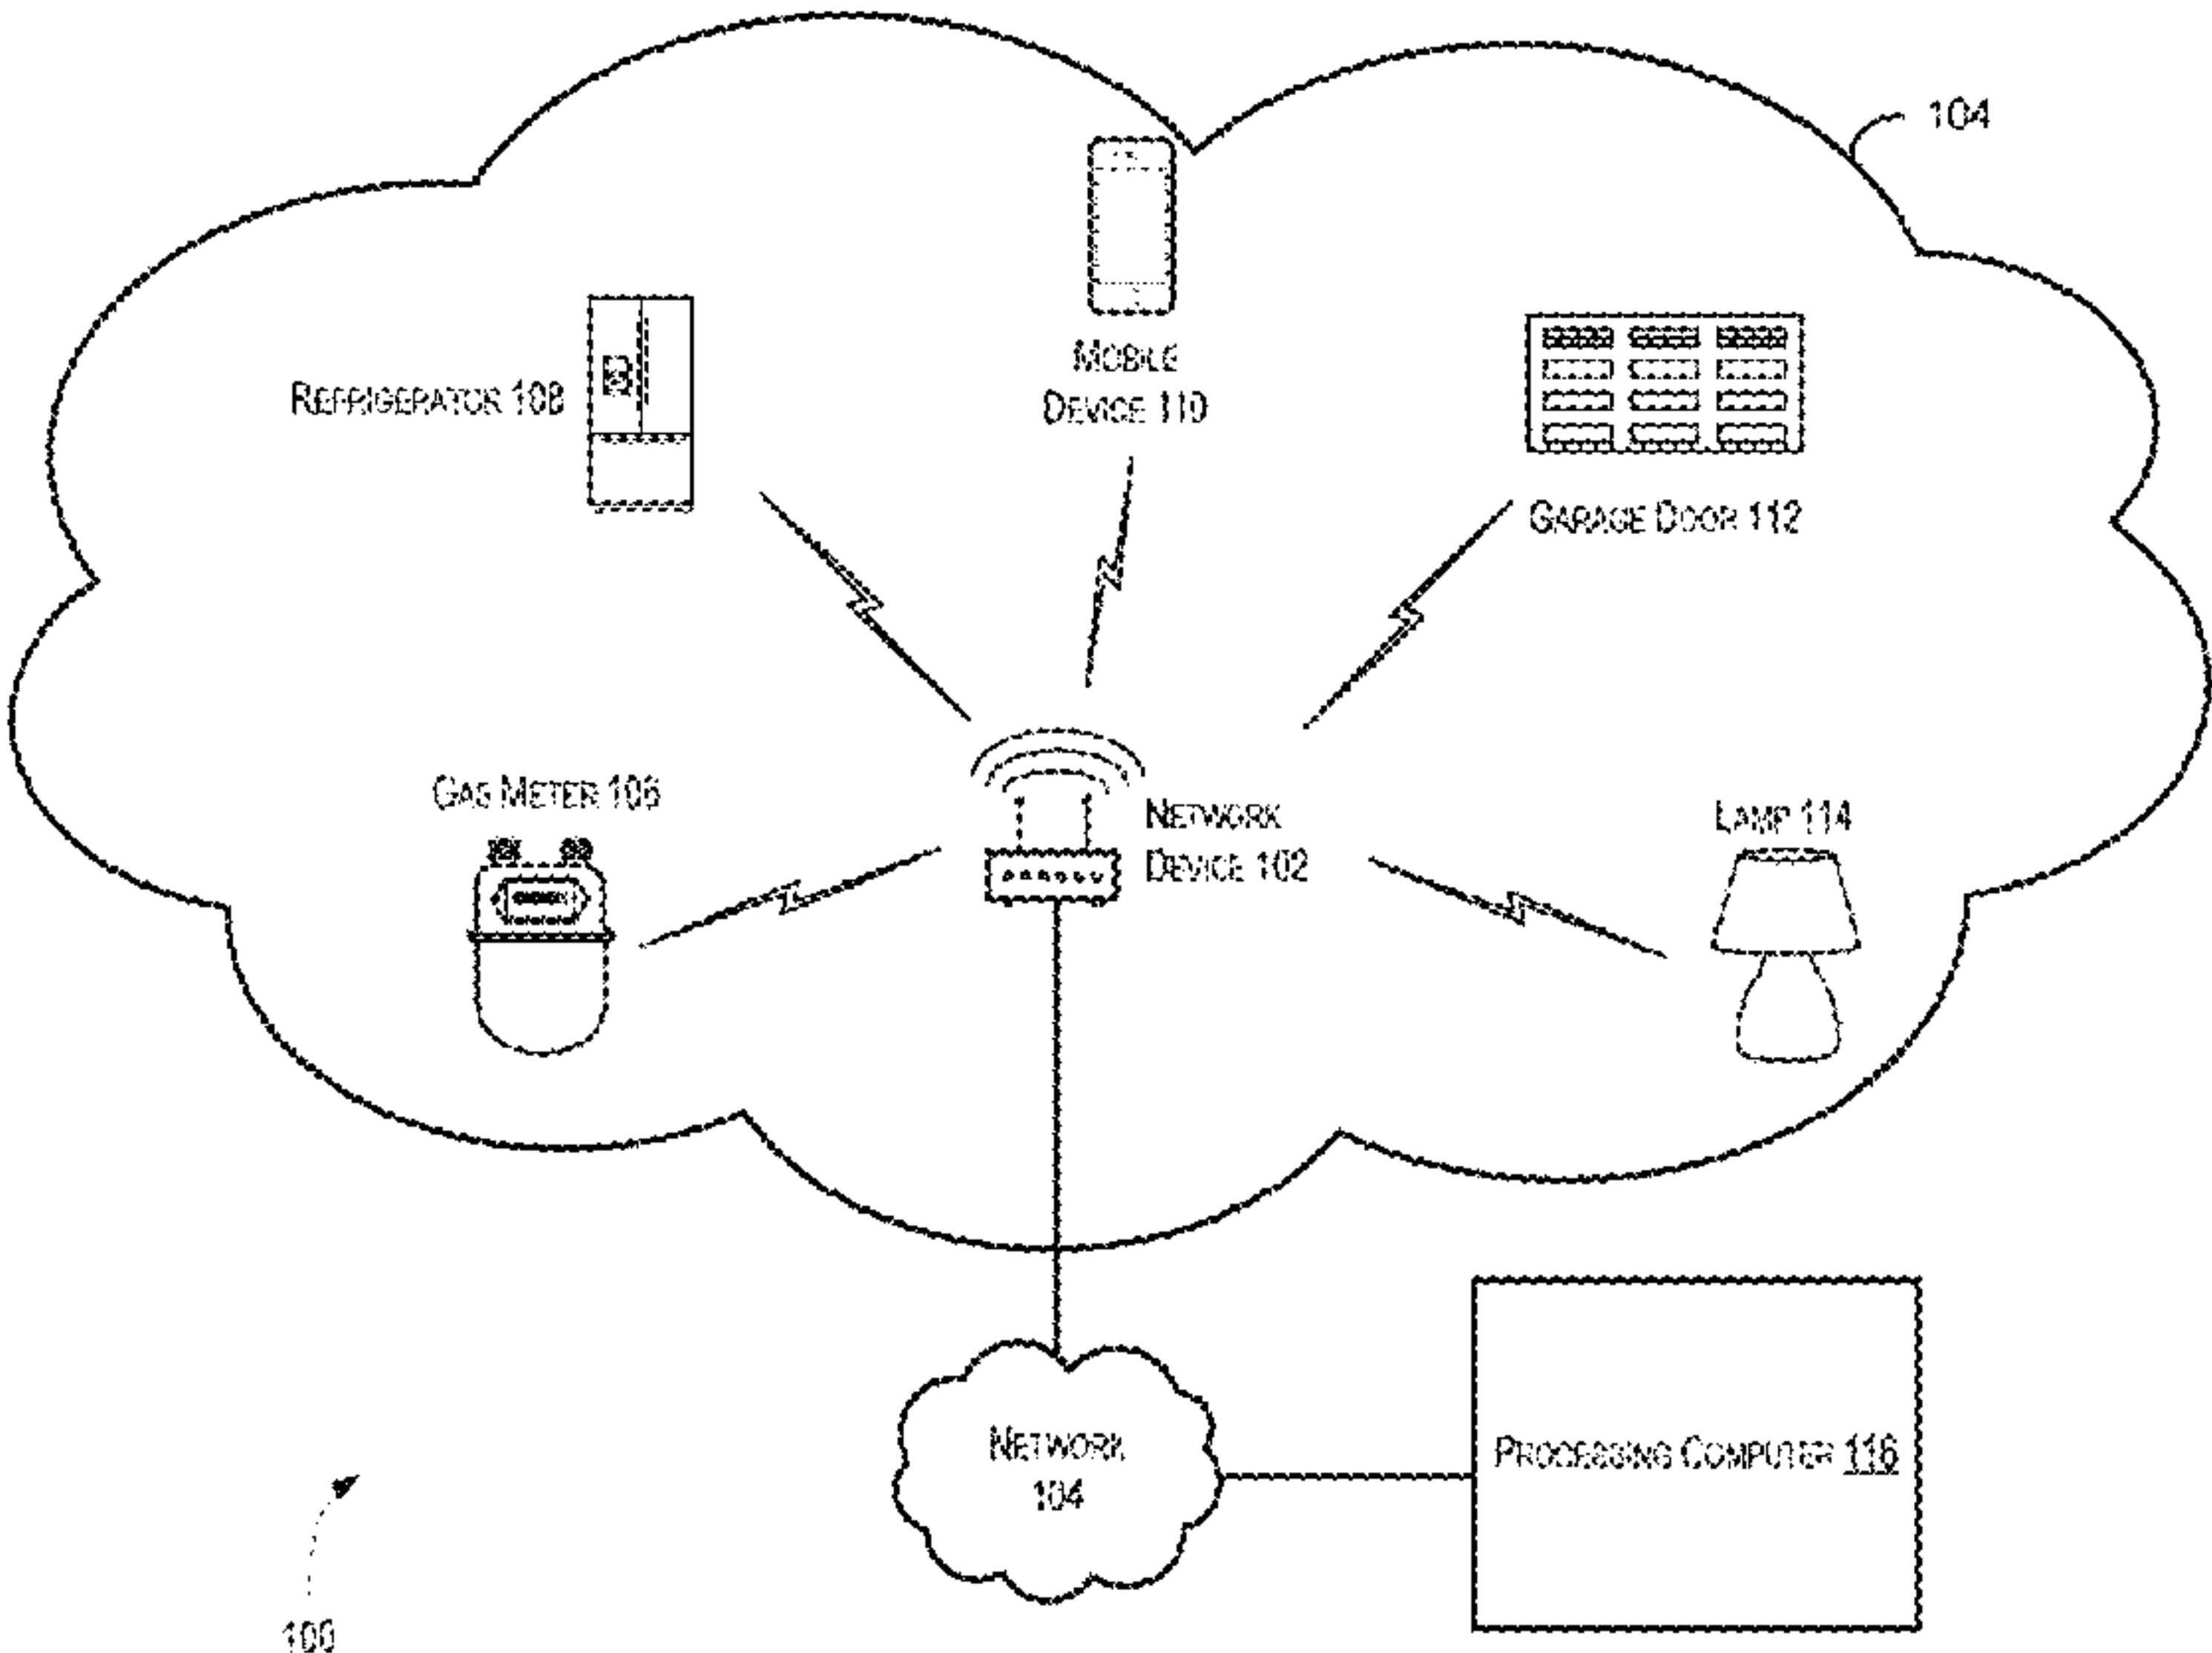 104
MOBILE
DEVICE 110
REFRIGERATOR 108
GARAGE DOOR 112
GAS METER 106
NETWORK
DEVICE 102
LAMP 114
NETWORK
104
PROCESSING COMPUTER 116
100